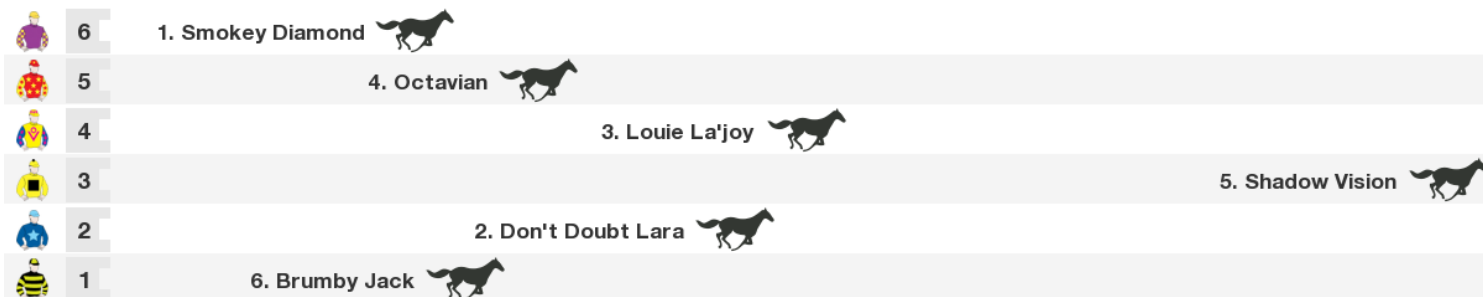 6 1. Smokey Diamond
5 4. Octavian
4 3. Louie La'joy
3 5. Shadow Vision
2 2. Don't Doubt Lara
1 6. Brumby Jack